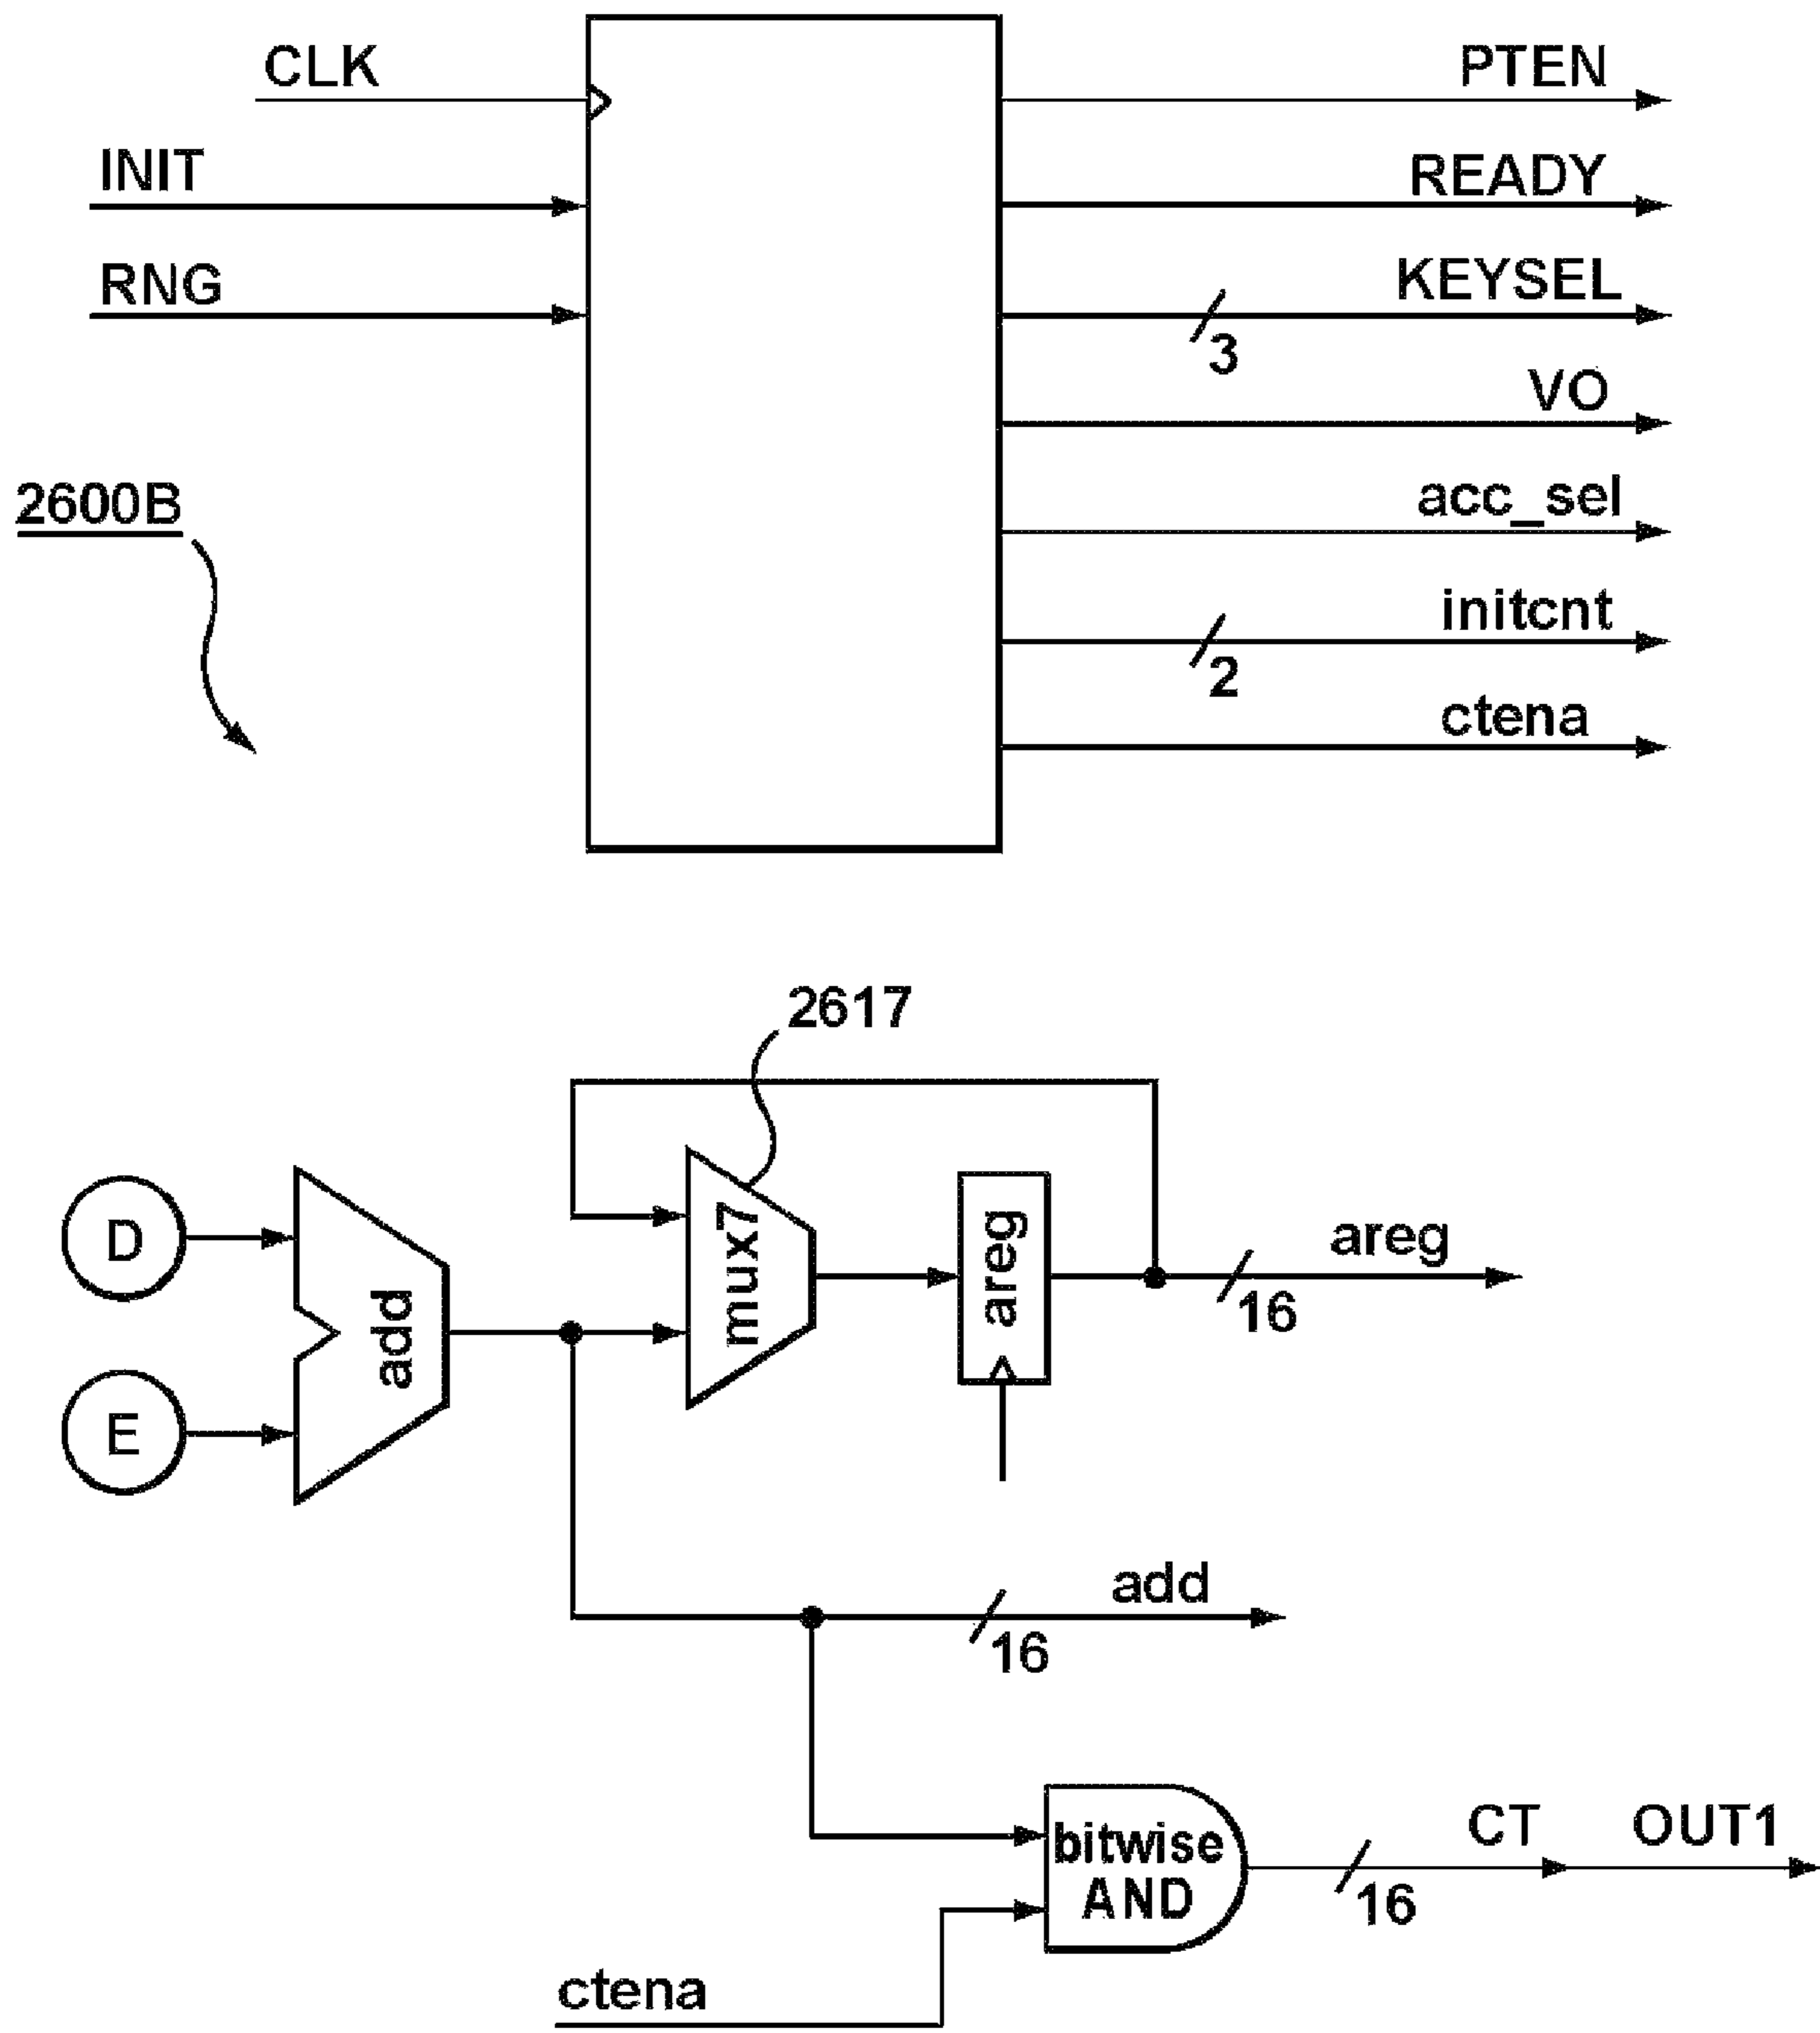 CLK
PTEN
INIT
READY
RNG
KEYSEL
3
VO
2600B
acc_sel
initcnt
2
ctena
2617
D
E
add
mux7
areg
areg
16
add
16
bitwise
AND
CT
OUT1
16
ctena